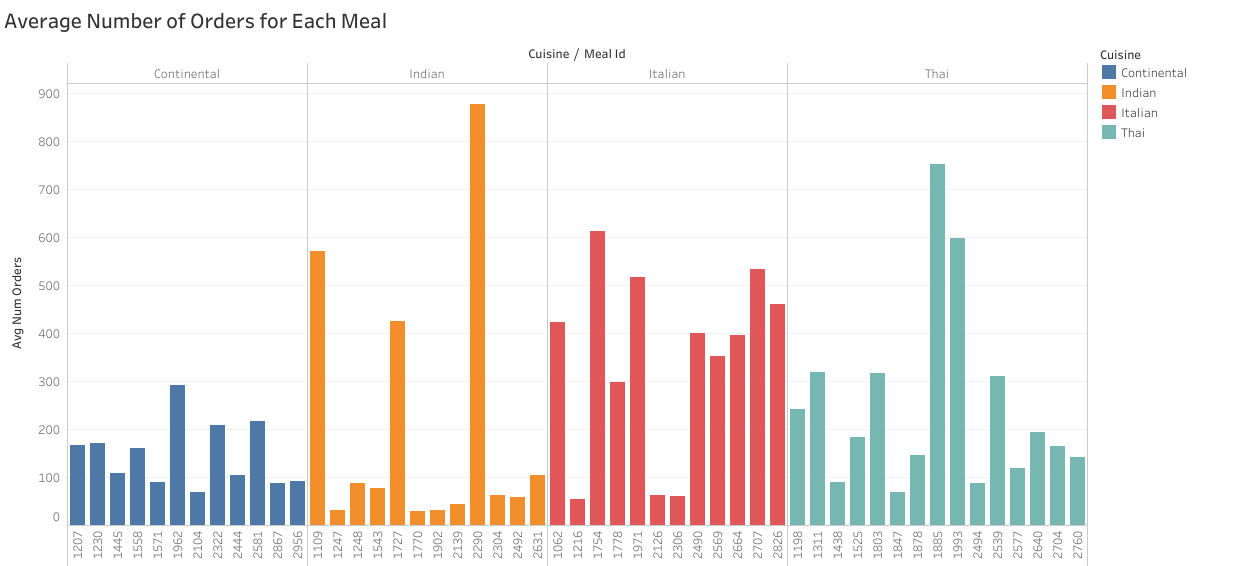 Average Number of Orders for Each Meal
Cuisine / Meal Id
Continental Indian Italian Thai
900
800
700
600
500
400
300
200
100
0
Avg Num Orders
1207 1230 1445 1558 1571 1962 2104 2322 2444 2581 2867 2956 1109 1247 1248 1543 1727 1770 1902 2139 2290 2304 2492 2631 1062 1216 1754 1778 1971 2126 2306 2490 2569 2664 2707 2826 1198 1311 1438 1525 1803 1847 1878 1885 1993 2494 2539 2577 2640 2704 2760
Cuisine
Continental
Indian
Italian
Thai